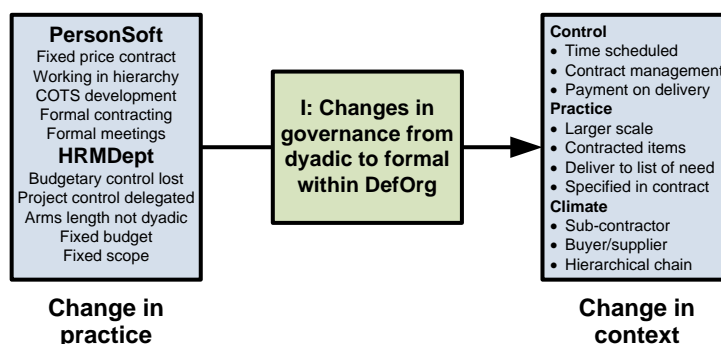 PersonSoft
Fixed price contract
Working in hierarchy
COTS development
Formal contracting
Formal meetings
HRMDept
Budgetary control lost
Project control delegated
Arms length not dyadic
Fixed budget
Fixed scope
Change in
practice
I: Changes in
governance from
dyadic to formal
within DefOrg
Control
• Time scheduled
• Contract management
• Payment on delivery
Practice
• Larger scale
• Contracted items
• Deliver to list of need
• Specified in contract
Climate
• Sub-contractor
• Buyer/supplier
• Hierarchical chain
Change in
context